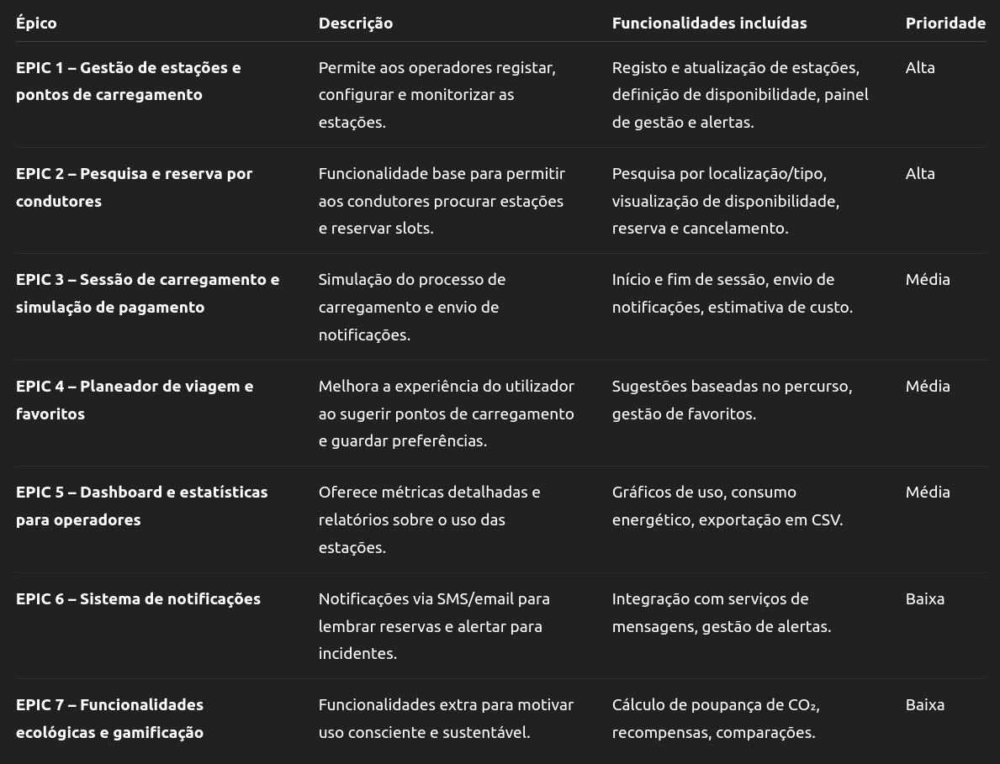 Épico Descrição Funcionalidades incluídas Prioridade
EPIC 1 – Gestão de estações e Permite aos operadores registar, Registo e atualização de estações, Alta
pontos de carregamento configurar e monitorizar as definição de disponibilidade, painel
estações. de gestão e alertas.
EPIC 2 – Pesquisa e reserva por Funcionalidade base para permitir Pesquisa por localização/tipo, Alta
condutores aos condutores procurar estações visualização de disponibilidade,
e reservar slots. reserva e cancelamento.
EPIC 3 – Sessão de carregamento e Simulação do processo de Início e fim de sessão, envio de Média
simulação de pagamento carregamento e envio de notificações, estimativa de custo.
notificações.
EPIC 4 – Planeador de viagem e Melhora a experiência do utilizador Sugestões baseadas no percurso, Média
favoritos ao sugerir pontos de carregamento gestão de favoritos.
e guardar preferências.
EPIC 5 – Dashboard e estatísticas Oferece métricas detalhadas e Gráficos de uso, consumo Média
para operadores relatórios sobre o uso das energético, exportação em CSV.
estações.
EPIC 6 – Sistema de notificações Notificações via SMS/email para Integração com serviços de Baixa
lembrar reservas e alertar para mensagens, gestão de alertas.
incidentes.
EPIC 7 – Funcionalidades Funcionalidades extra para motivar Cálculo de poupança de CO₂, Baixa
ecológicas e gamificação uso consciente e sustentável. recompensas, comparações.